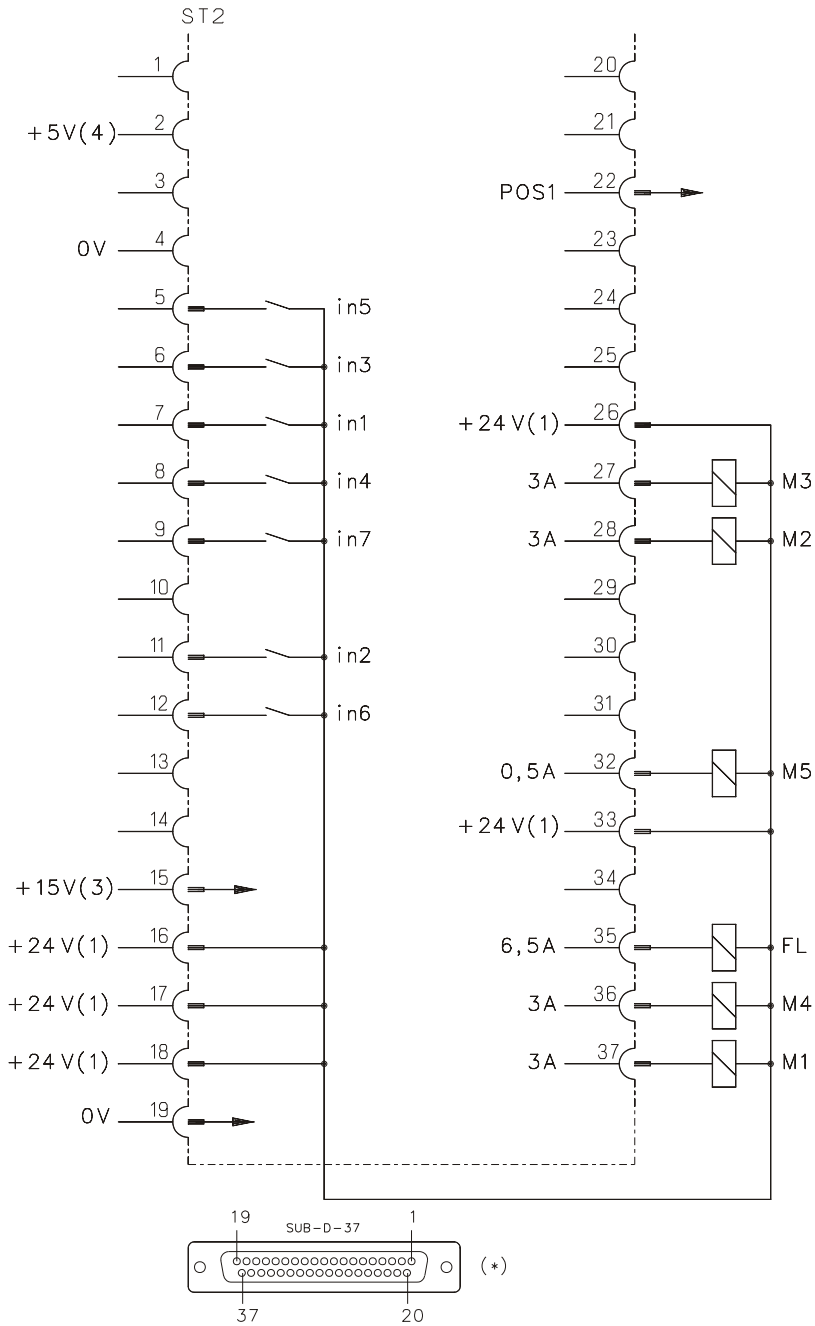 ST2
1
+5V(4) 2
3
0V 4
5 in5
6 in3
7 in1
8 in4
9 in7
10
11 in2
12 in6
13
14
+15V(3) 15
+24V(1) 16
+24V(1) 17
+24V(1) 18
0V 19
20
21
POS1 22
23
24
25
+24V(1) 26
3A 27 M3
3A 28 M2
29
30
31
0,5A 32 M5
+24V(1) 33
34
6,5A 35 FL
3A 36 M4
3A 37 M1
19 SUB-D-37 1
(*)
37 20